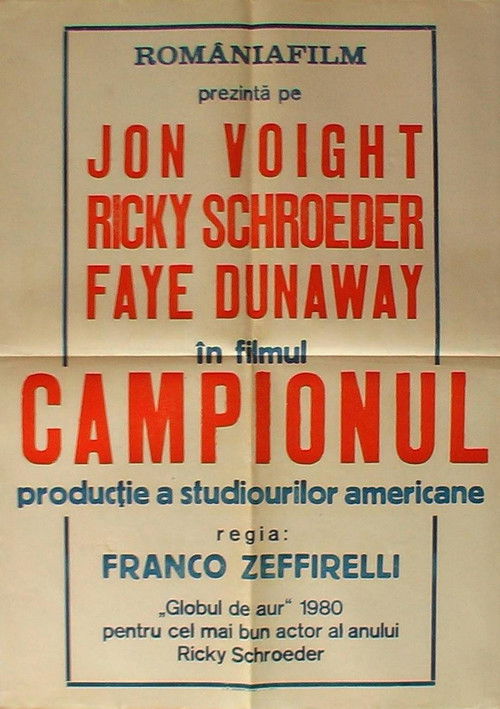 ROMÂNIAFILM
prezintă pe
JON VOIGHT
RICKY SCHROEDER
FAYE DUNAWAY
în filmul
CAMPIONUL
producție a studiourilor americane
regia:
FRANCO ZEFFIRELLI
„Globul de aur“ 1980
pentru cel mai bun actor al anului
Ricky Schroeder